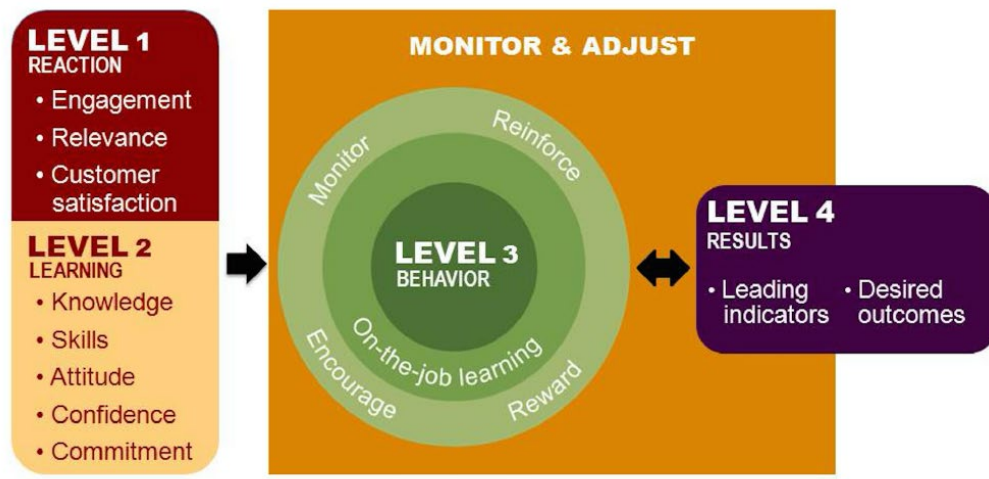 LEVEL 1
REACTION
• Engagement
• Relevance
• Customer
satisfaction
LEVEL 2
LEARNING
• Knowledge
• Skills
• Attitude
• Confidence
• Commitment
MONITOR & ADJUST
Monitor
Reinforce
LEVEL 3
BEHAVIOR
On-the-job learning
Encourage
Reward
LEVEL 4
RESULTS
• Leading
indicators
• Desired
outcomes